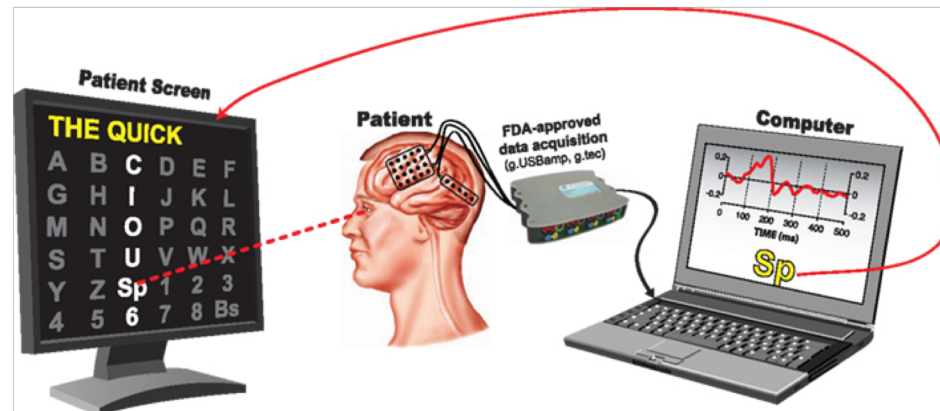 Patient Screen
THE QUICK
A B C D E F
G H I J K L
M N O P Q R
S T U V W X
Y Z Sp 1 2 3
4 5 6 7 8 Bs
Patient
FDA-approved
data acquisition
(g.USBamp, g.tec)
Computer
0.2 0.2
0 0
-0.2 -0.2
0 100 200 300 400 500
TIME (ms)
Sp